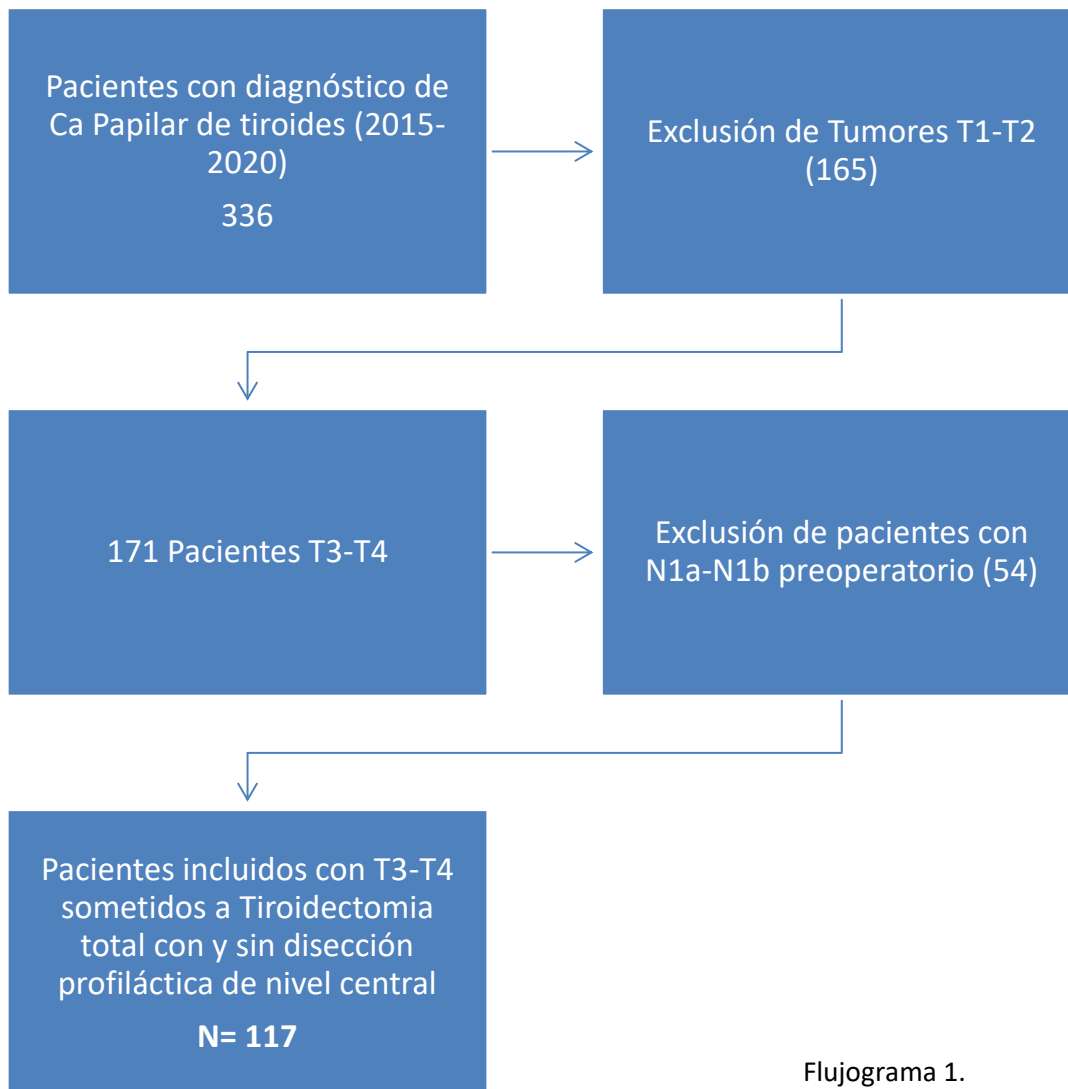 Pacientes con diagnóstico de
Ca Papilar de tiroides (2015-
2020)
336
Exclusión de Tumores T1-T2
(165)
171 Pacientes T3-T4
Exclusión de pacientes con
N1a-N1b preoperatorio (54)
Pacientes incluidos con T3-T4
sometidos a Tiroidectomia
total con y sin disección
profiláctica de nivel central
N= 117
Flujograma 1.